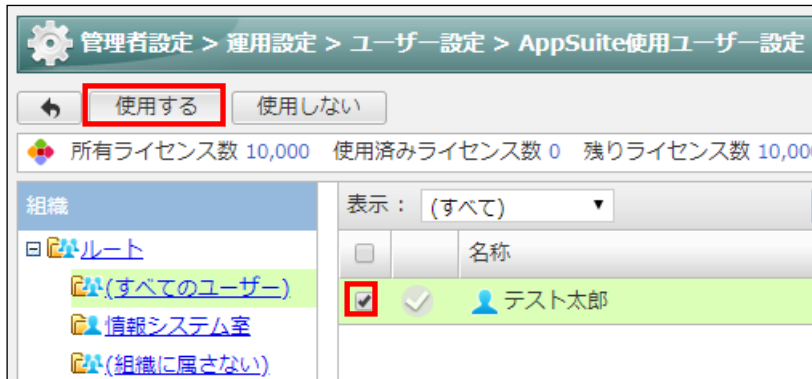 管理者設定 > 運用設定 > ユーザー設定 > AppSuite使用ユーザー設定
使用する 使用しない
所有ライセンス数 10,000 使用済みライセンス数 0 残りライセンス数 10,00
組織 表示： (すべて)
ルート 名称
(すべてのユーザー) テスト太郎
情報システム室
(組織に属さない)